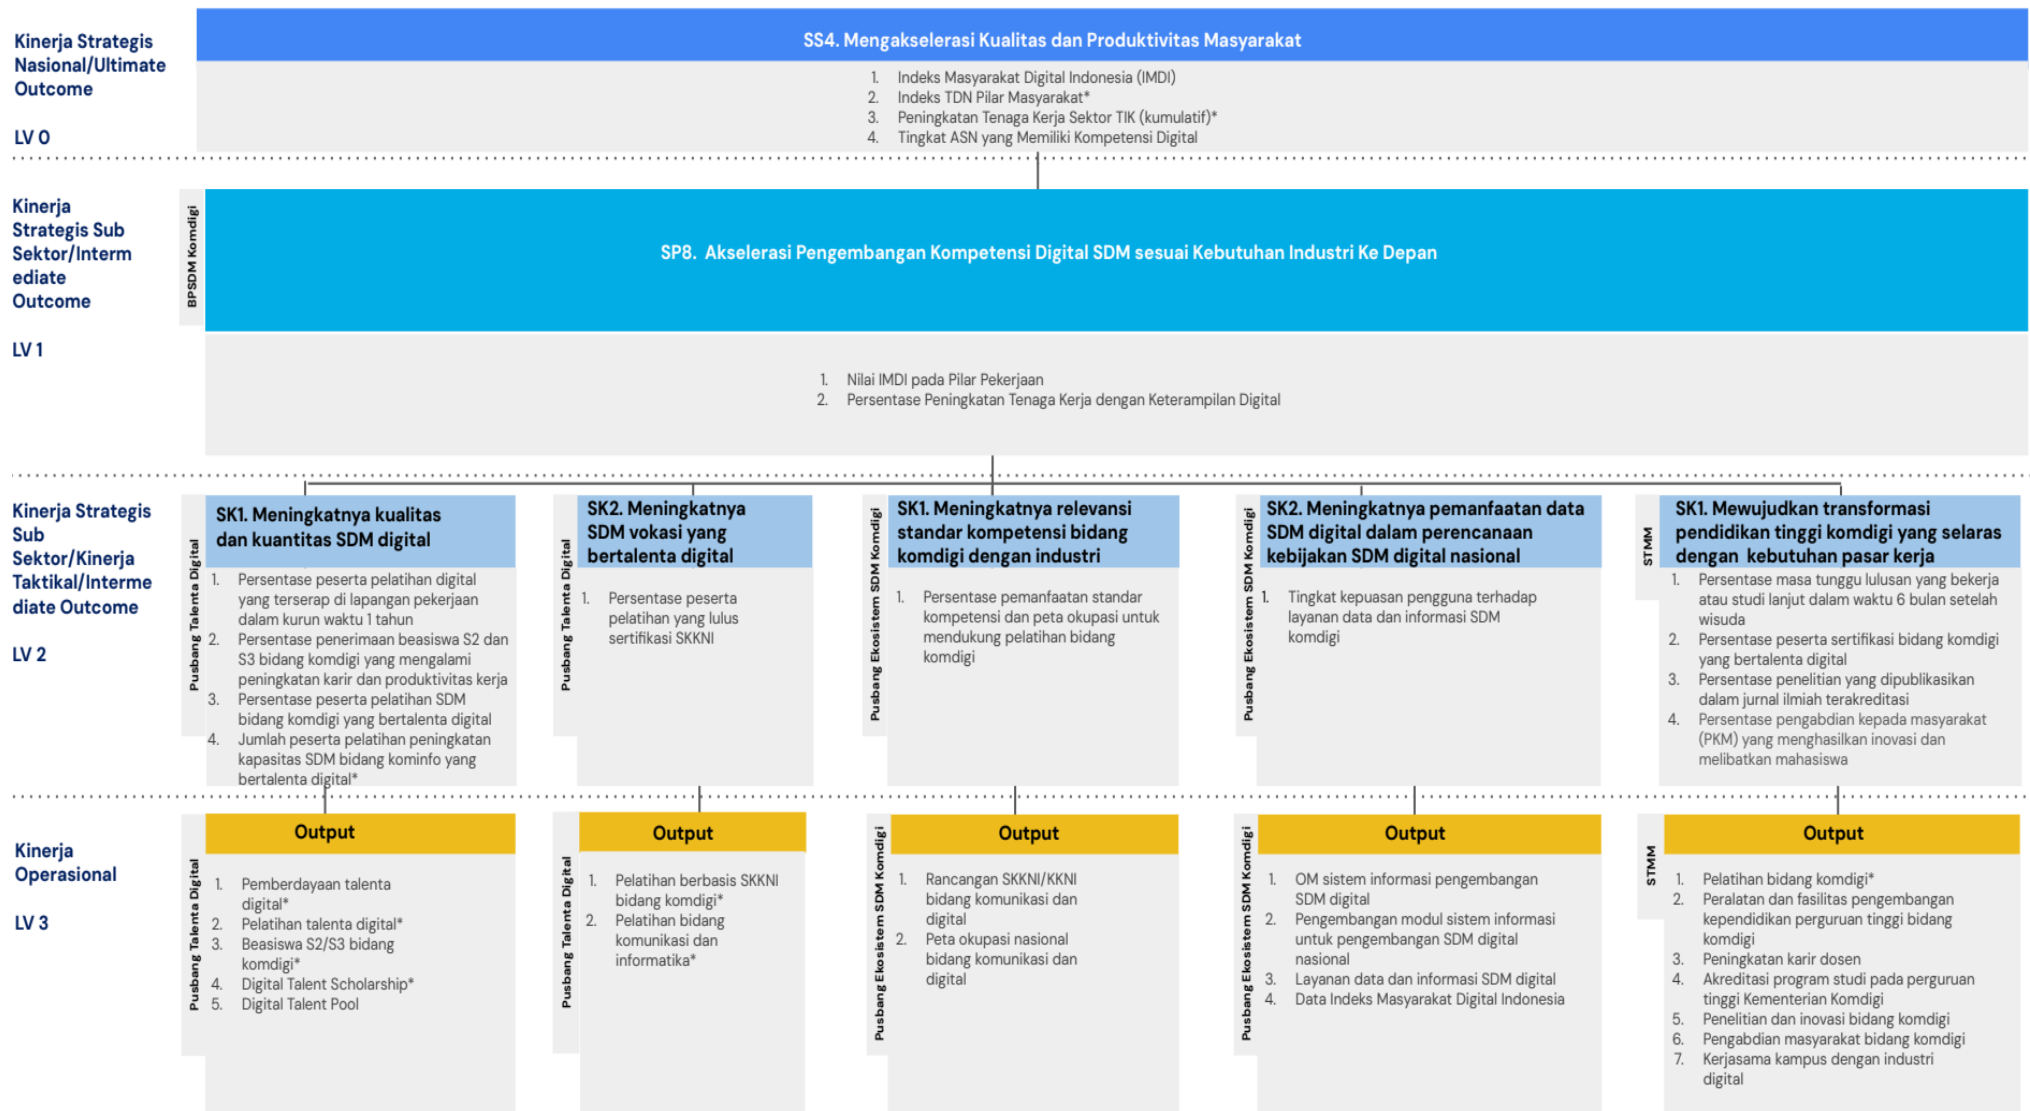 Kinerja Strategis
Nasional/Ultimate
Outcome
LV 0
SS4. Mengakselerasi Kualitas dan Produktivitas Masyarakat
1. Indeks Masyarakat Digital Indonesia (IMDI)
2. Indeks TDN Pilar Masyarakat*
3. Peningkatan Tenaga Kerja Sektor TIK (kumulatif)*
4. Tingkat ASN yang Memiliki Kompetensi Digital
Kinerja
Strategis Sub
Sektor/Interm
ediate
Outcome
LV 1
BPSDM Komdigi
SP8. Akselerasi Pengembangan Kompetensi Digital SDM sesuai Kebutuhan Industri Ke Depan
1. Nilai IMDI pada Pilar Pekerjaan
2. Persentase Peningkatan Tenaga Kerja dengan Keterampilan Digital
Kinerja Strategis
Sub
Sektor/Kinerja
Taktikal/Interme
diate Outcome
LV 2
Pusbang Talenta Digital
SK1. Meningkatnya kualitas
dan kuantitas SDM digital
1. Persentase peserta pelatihan digital
yang terserap di lapangan pekerjaan
dalam kurun waktu 1 tahun
2. Persentase penerimaan beasiswa S2 dan
S3 bidang komdigi yang mengalami
peningkatan karir dan produktivitas kerja
3. Persentase peserta pelatihan SDM
bidang komdigi yang bertalenta digital
4. Jumlah peserta pelatihan peningkatan
kapasitas SDM bidang kominfo yang
bertalenta digital*
Pusbang Talenta Digital
SK2. Meningkatnya
SDM vokasi yang
bertalenta digital
1. Persentase peserta
pelatihan yang lulus
sertifikasi SKKNI
Pusbang Ekosistem SDM Komdigi
SK1. Meningkatnya relevansi
standar kompetensi bidang
komdigi dengan industri
1. Persentase pemanfaatan standar
kompetensi dan peta okupasi untuk
mendukung pelatihan bidang
komdigi
Pusbang Ekosistem SDM Komdigi
SK2. Meningkatnya pemanfaatan data
SDM digital dalam perencanaan
kebijakan SDM digital nasional
1. Tingkat kepuasan pengguna terhadap
layanan data dan informasi SDM
komdigi
STMM
SK1. Mewujudkan transformasi
pendidikan tinggi komdigi yang selaras
dengan kebutuhan pasar kerja
1. Persentase masa tunggu lulusan yang bekerja
atau studi lanjut dalam waktu 6 bulan setelah
wisuda
2. Persentase peserta sertifikasi bidang komdigi
yang bertalenta digital
3. Persentase penelitian yang dipublikasikan
dalam jurnal ilmiah terakreditasi
4. Persentase pengabdian kepada masyarakat
(PKM) yang menghasilkan inovasi dan
melibatkan mahasiswa
Kinerja
Operasional
LV 3
Pusbang Talenta Digital
Output
1. Pemberdayaan talenta
digital*
2. Pelatihan talenta digital*
3. Beasiswa S2/S3 bidang
komdigi*
4. Digital Talent Scholarship*
5. Digital Talent Pool
Pusbang Talenta Digital
Output
1. Pelatihan berbasis SKKNI
bidang komdigi*
2. Pelatihan bidang
komunikasi dan
informatika*
Pusbang Ekosistem SDM Komdigi
Output
1. Rancangan SKKNI/KKNI
bidang komunikasi dan
digital
2. Peta okupasi nasional
bidang komunikasi dan
digital
Pusbang Ekosistem SDM Komdigi
Output
1. OM sistem informasi pengembangan
SDM digital
2. Pengembangan modul sistem informasi
untuk pengembangan SDM digital
nasional
3. Layanan data dan informasi SDM digital
4. Data Indeks Masyarakat Digital Indonesia
STMM
Output
1. Pelatihan bidang komdigi*
2. Peralatan dan fasilitas pengembangan
kependidikan perguruan tinggi bidang
komdigi
3. Peningkatan karir dosen
4. Akreditasi program studi pada perguruan
tinggi Kementerian Komdigi
5. Penelitian dan inovasi bidang komdigi
6. Pengabdian masyarakat bidang komdigi
7. Kerjasama kampus dengan industri
digital